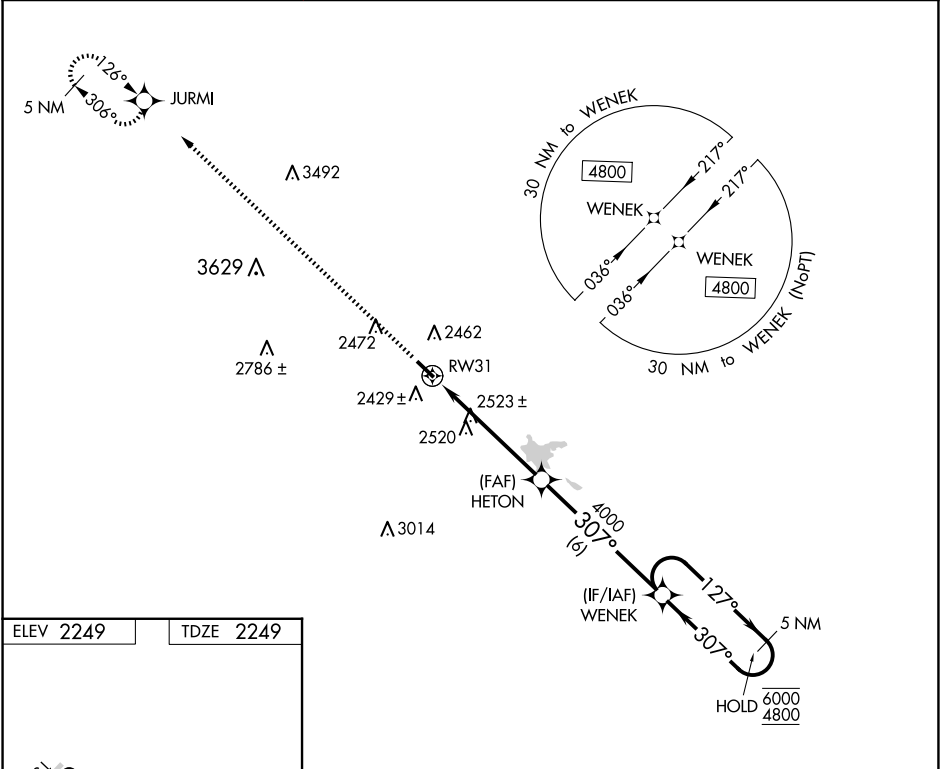 126°
306°
5 NM
JURMI
3492
3629
2472
2462
2786 ±
RW31
2429 ±
2523 ±
2520
(FAF)
HETON
3014
4000
307°
(6)
(IF/IAF)
WENEK
127°
307°
5 NM
HOLD
6000
4800
30 NM to WENEK
4800
217°
217°
WENEK
WENEK
036°
036°
4800
30 NM to WENEK (NoPT)
ELEV 2249
TDZE 2249